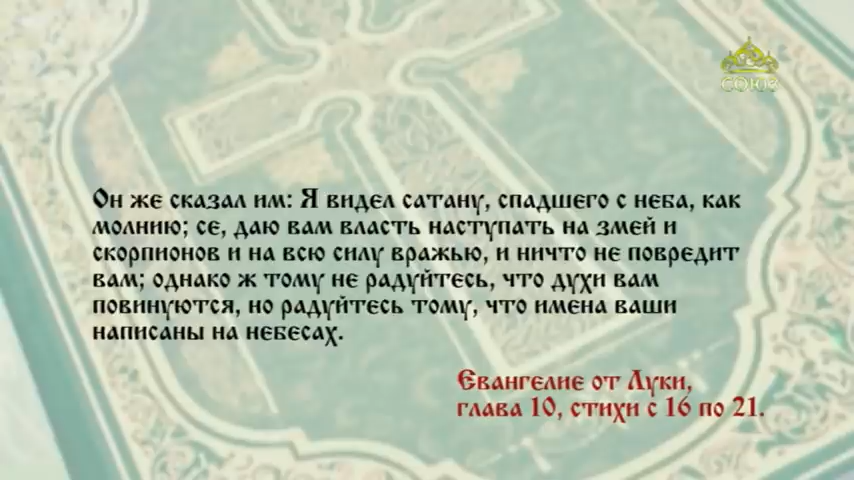 СОЮЗ
Он же сказал им: Я видел сатану, спадшего с неба, как
молнию; се, даю вам власть наступать на змей и
скорпионов и на всю силу вражью, и ничто не повредит
вам; однако ж тому не радуйтесь, что духи вам
повинуются, но радуйтесь тому, что имена ваши
написаны на небесах.
Евангелие от Луки,
глава 10, стихи с 16 по 21.